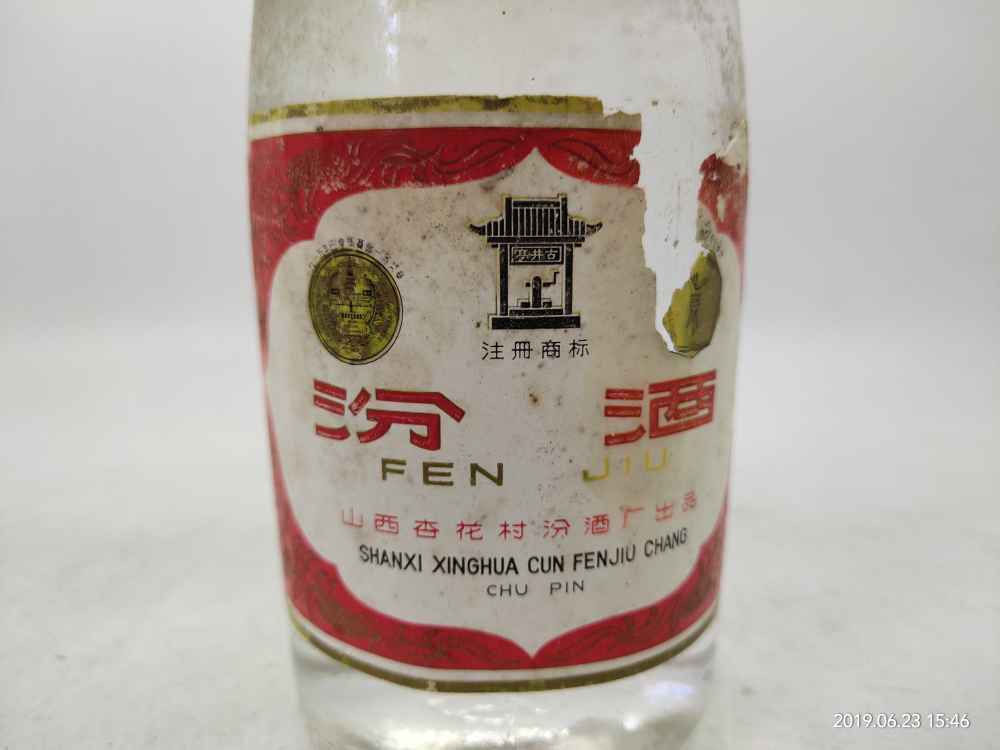 古井亭
注册商标
汾酒
FEN JIU
山西杏花村汾酒厂出品
SHANXI XINGHUA CUN FENJIU CHANG
CHU PIN
2019.06.23 15:46